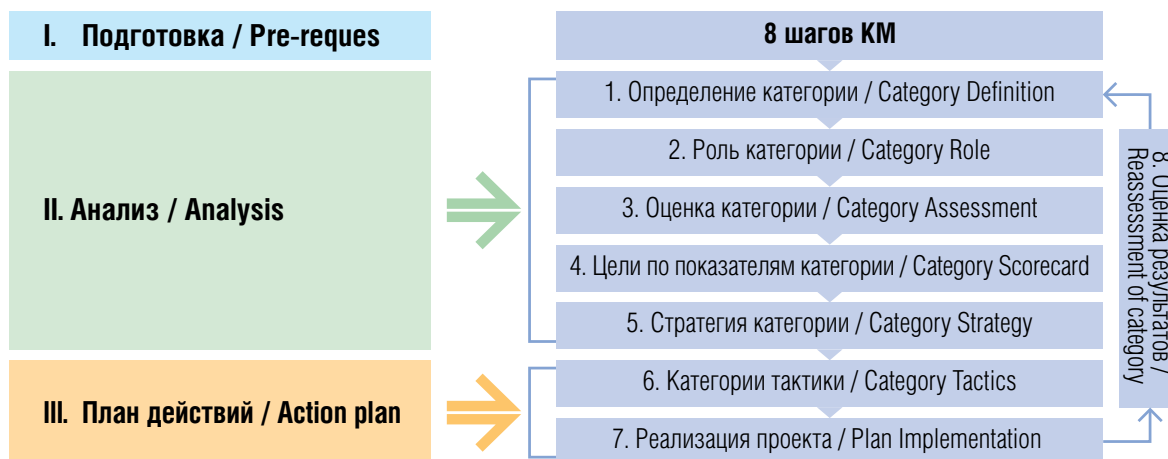 I. Подготовка / Pre-reques
II. Анализ / Analysis
III. План действий / Action plan
8 шагов КМ
1. Определение категории / Category Definition
2. Роль категории / Category Role
3. Оценка категории / Category Assessment
4. Цели по показателям категории / Category Scorecard
5. Стратегия категории / Category Strategy
6. Категории тактики / Category Tactics
7. Реализация проекта / Plan Implementation
8. Оценка результатов /
Reassessment of category